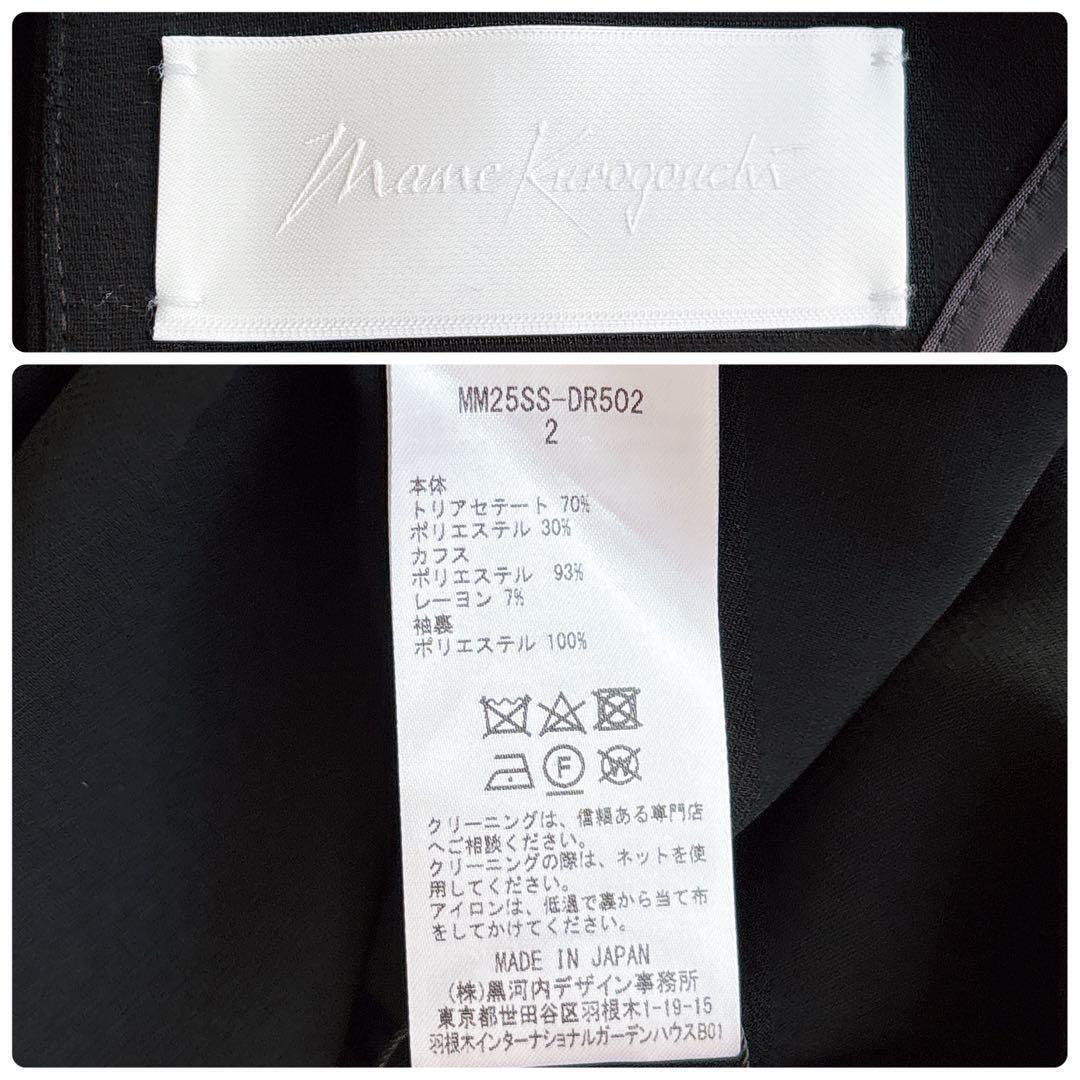 Mame Kurogouchi
MM25SS-DR502
2
本体
トリアセテート 70%
ポリエステル 30%
カフス
ポリエステル 93%
レーヨン 7%
袖裏
ポリエステル 100%
F
W
クリーニングは、信頼ある専門店
へご相談ください。
クリーニングの際は、ネットを使
用してください。
アイロンは、低温で裏から当て布
をしてかけてください。
MADE IN JAPAN
(株)黒河内デザイン事務所
東京都世田谷区羽根木1-19-15
羽根木インターナショナルガーデンハウスB01